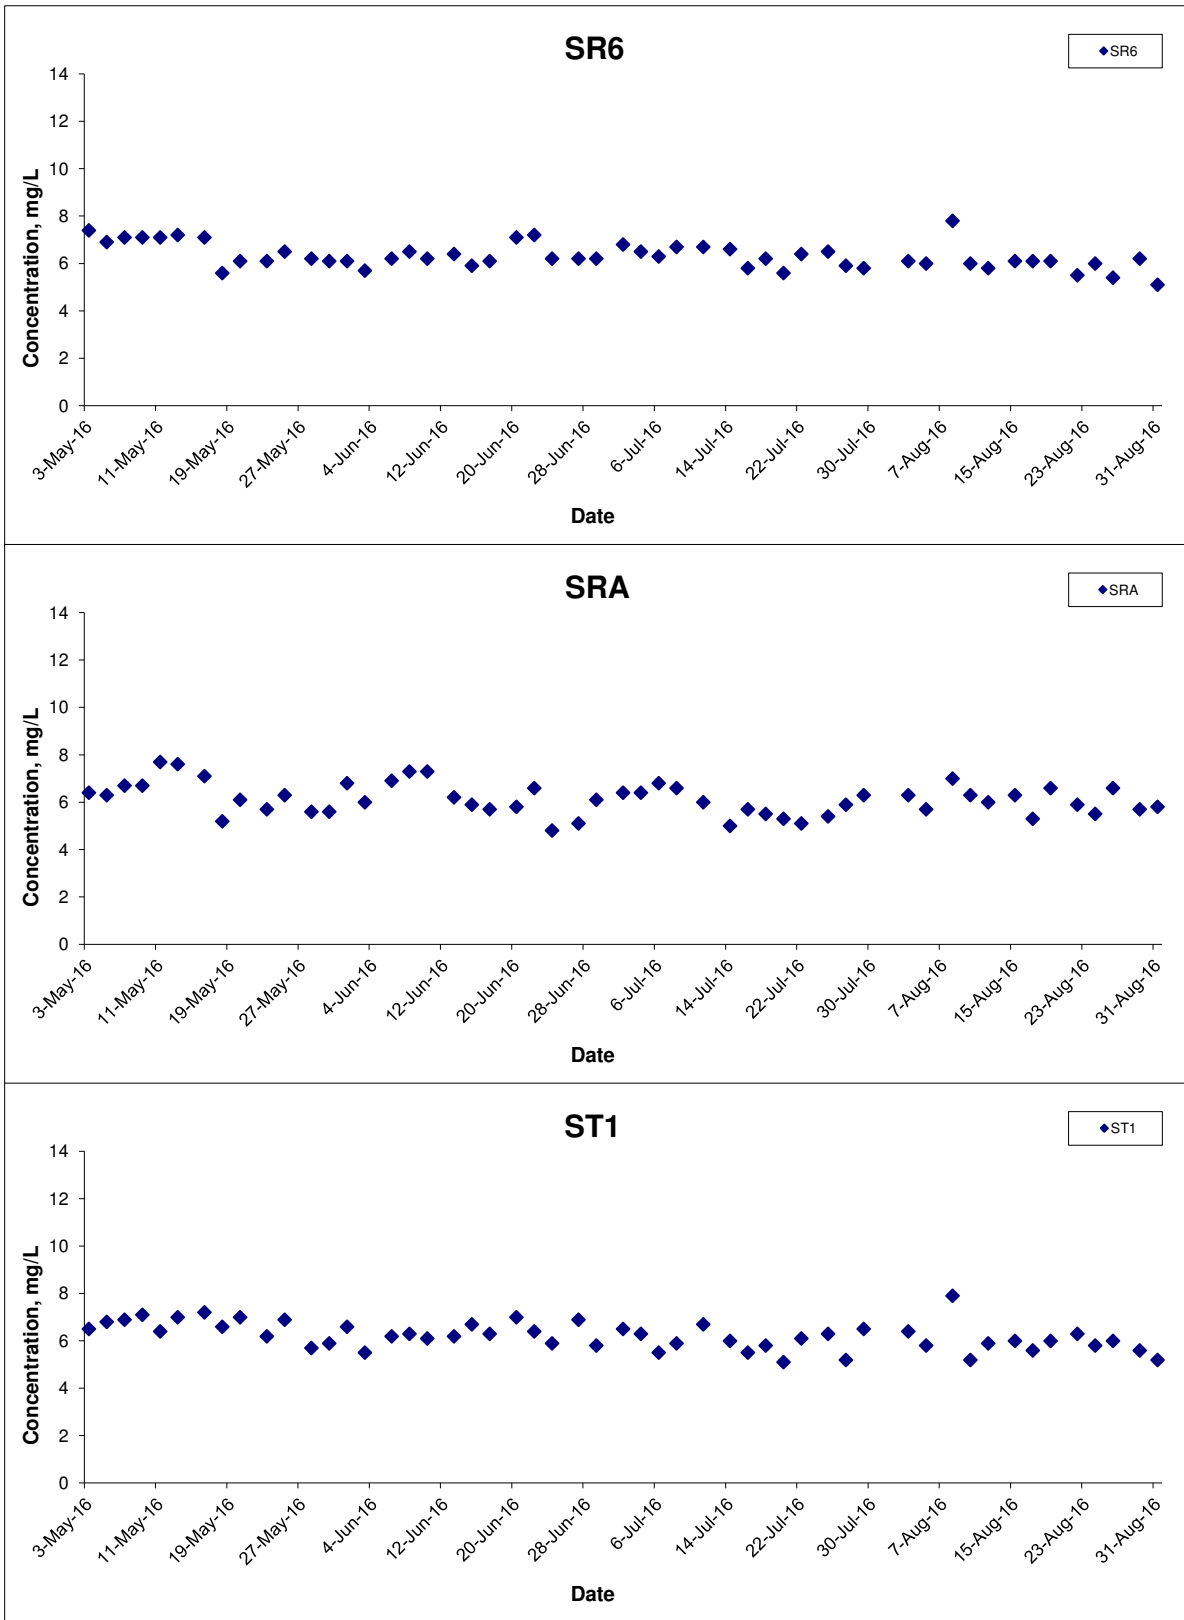 SR6
SR6
14
12
10
8
6
4
2
0
Concentration, mg/L
3-May-16
11-May-16
19-May-16
27-May-16
4-Jun-16
12-Jun-16
20-Jun-16
28-Jun-16
6-Jul-16
14-Jul-16
22-Jul-16
30-Jul-16
7-Aug-16
15-Aug-16
23-Aug-16
31-Aug-16
Date
SRA
SRA
14
12
10
8
6
4
2
0
Concentration, mg/L
3-May-16
11-May-16
19-May-16
27-May-16
4-Jun-16
12-Jun-16
20-Jun-16
28-Jun-16
6-Jul-16
14-Jul-16
22-Jul-16
30-Jul-16
7-Aug-16
15-Aug-16
23-Aug-16
31-Aug-16
Date
ST1
ST1
14
12
10
8
6
4
2
0
Concentration, mg/L
3-May-16
11-May-16
19-May-16
27-May-16
4-Jun-16
12-Jun-16
20-Jun-16
28-Jun-16
6-Jul-16
14-Jul-16
22-Jul-16
30-Jul-16
7-Aug-16
15-Aug-16
23-Aug-16
31-Aug-16
Date